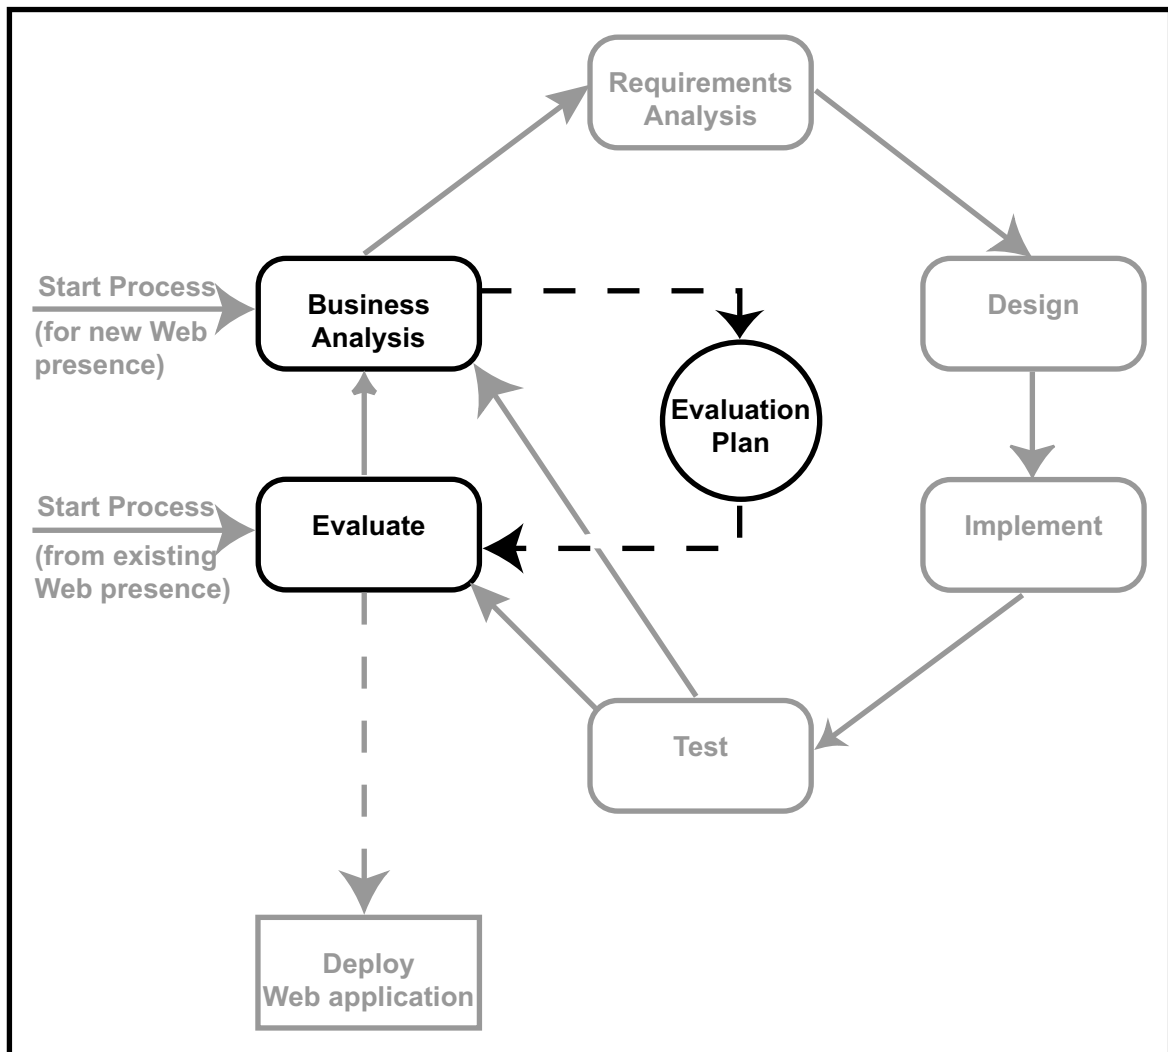 Requirements
Analysis
Start Process
(for new Web
presence)
Business
Analysis
Design
Evaluation
Plan
Start Process
(from existing
Web presence)
Evaluate
Implement
Test
Deploy
Web application